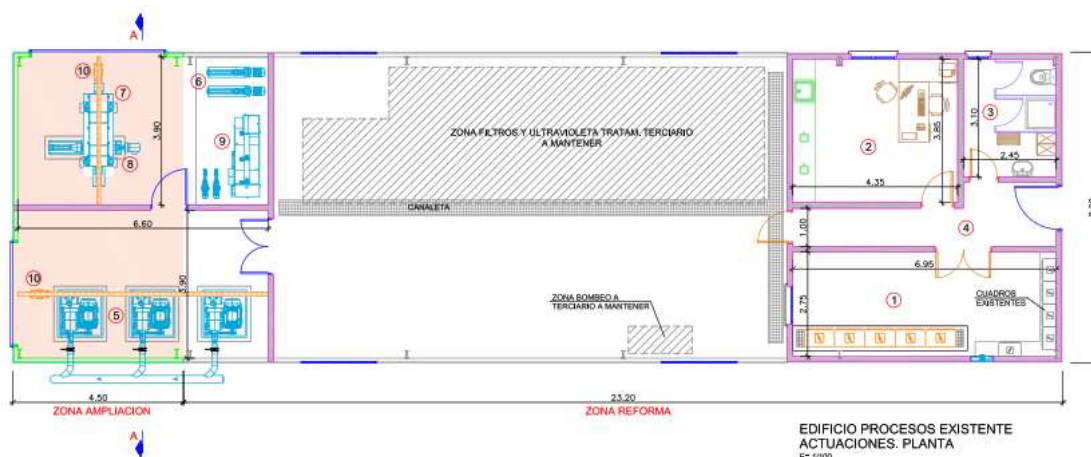 A
10
7
6
3.90
8
9
ZONA FILTROS Y ULTRAVIOLETA TRATAM. TERCIARIO
A MANTENER
2
3.85
4.35
3.10
3
2.45
CANALETA
6.60
1.00
4
10
3.90
5
ZONA BOMBEO A
TERCIARIO A MANTENER
6.95
1
2.75
CUADROS
EXISTENTES
4.50
23.20
ZONA AMPLIACION
ZONA REFORMA
A
EDIFICIO PROCESOS EXISTENTE
ACTUACIONES. PLANTA